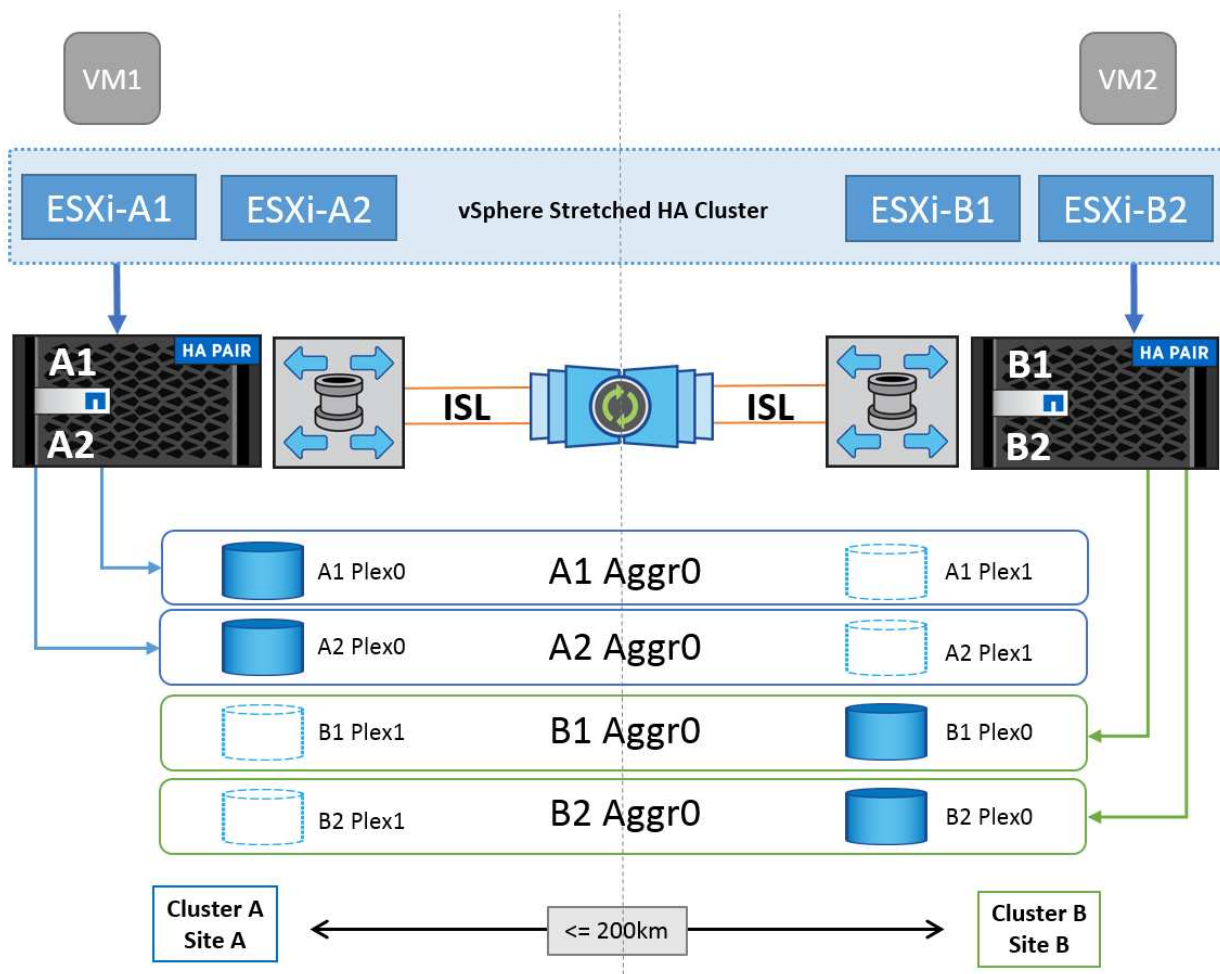 VM1
VM2
ESXi-A1
ESXi-A2
vSphere Stretched HA Cluster
ESXi-B1
ESXi-B2
A1
HA PAIR
A2
ISL
ISL
B1
HA PAIR
B2
A1 Plex0
A1 Aggr0
A1 Plex1
A2 Plex0
A2 Aggr0
A2 Plex1
B1 Plex1
B1 Aggr0
B1 Plex0
B2 Plex1
B2 Aggr0
B2 Plex0
Cluster A
Site A
<= 200km
Cluster B
Site B